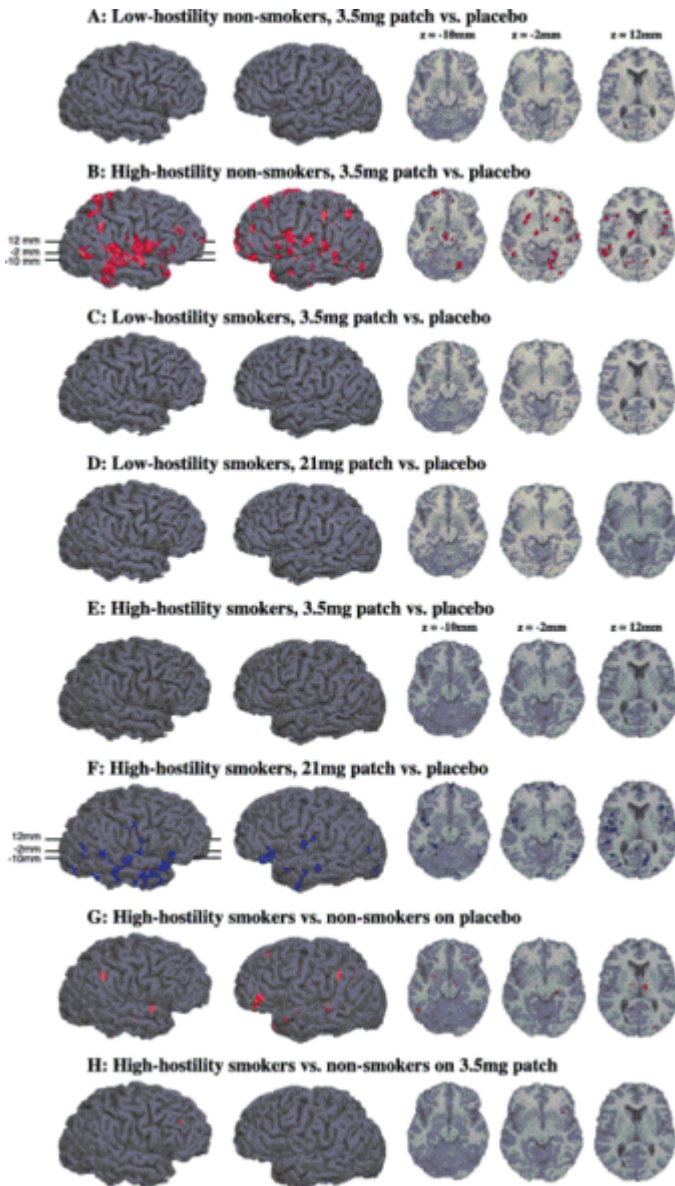 A: Low-hostility non-smokers, 3.5mg patch vs. placebo
z = -10mm z = -2mm z = 12mm
B: High-hostility non-smokers, 3.5mg patch vs. placebo
12 mm
-2 mm
-10 mm
C: Low-hostility smokers, 3.5mg patch vs. placebo
D: Low-hostility smokers, 21mg patch vs. placebo
E: High-hostility smokers, 3.5mg patch vs. placebo
z = -10mm z = -2mm z = 12mm
F: High-hostility smokers, 21mg patch vs. placebo
12mm
-2mm
-10mm
G: High-hostility smokers vs. non-smokers on placebo
H: High-hostility smokers vs. non-smokers on 3.5mg patch